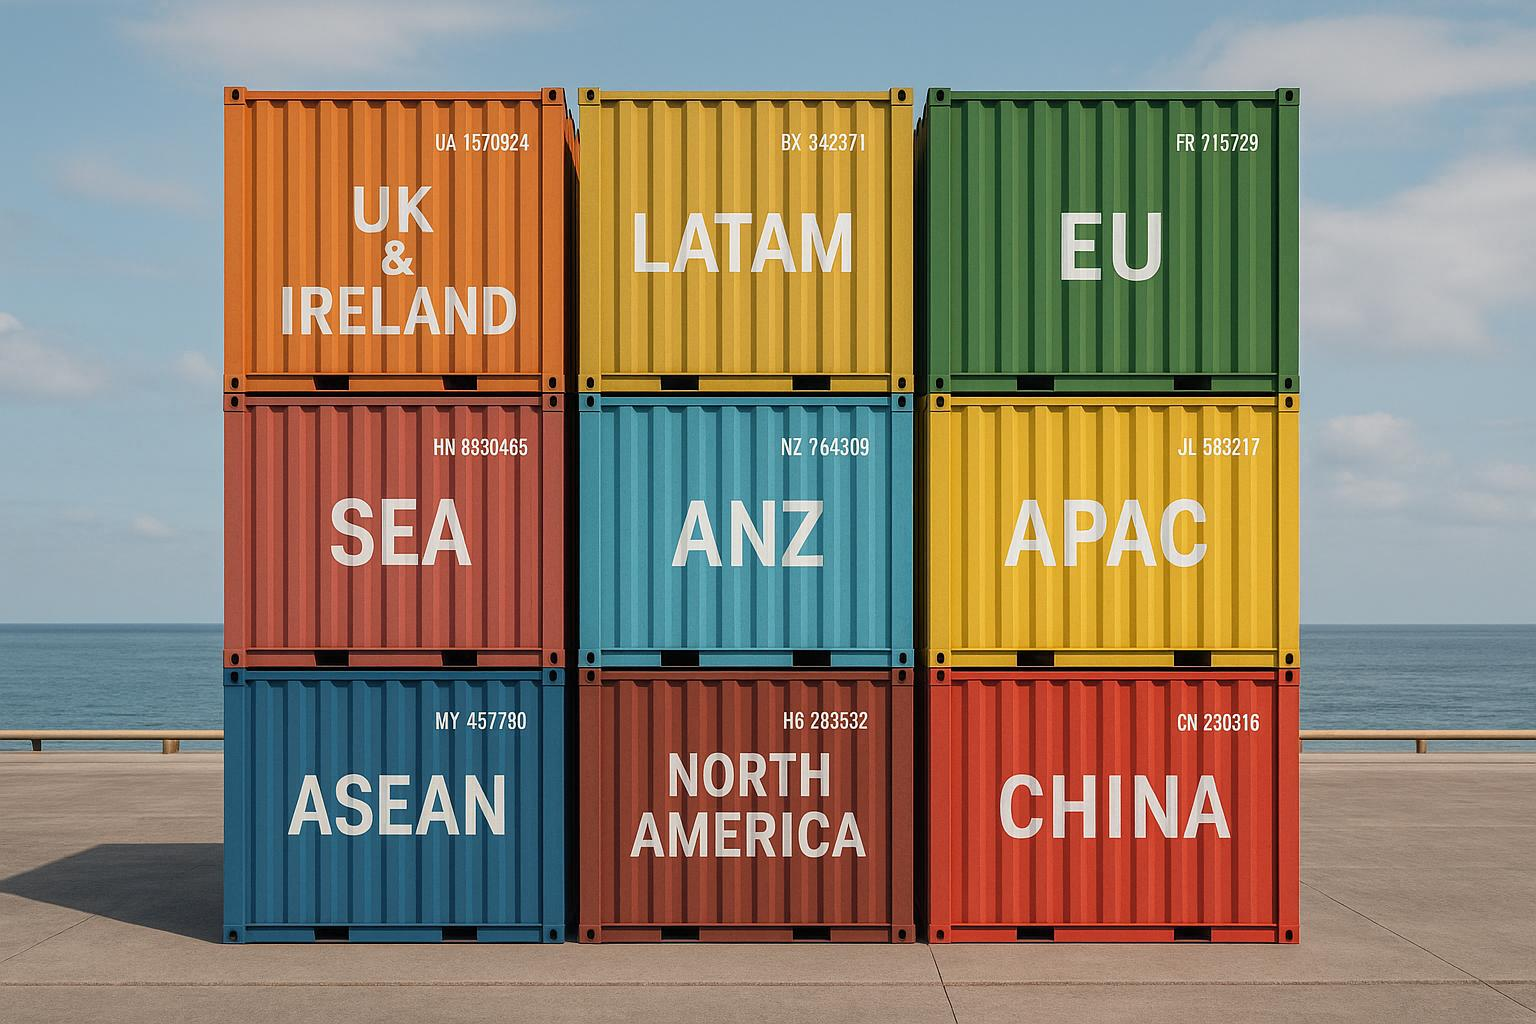 UA 1570924
UK
&
IRELAND
BX 342371
LATAM
FR 715729
EU
HN 8830465
SEA
NZ 764309
ANZ
JL 583217
APAC
MY 457780
ASEAN
H6 283532
NORTH
AMERICA
CN 230316
CHINA